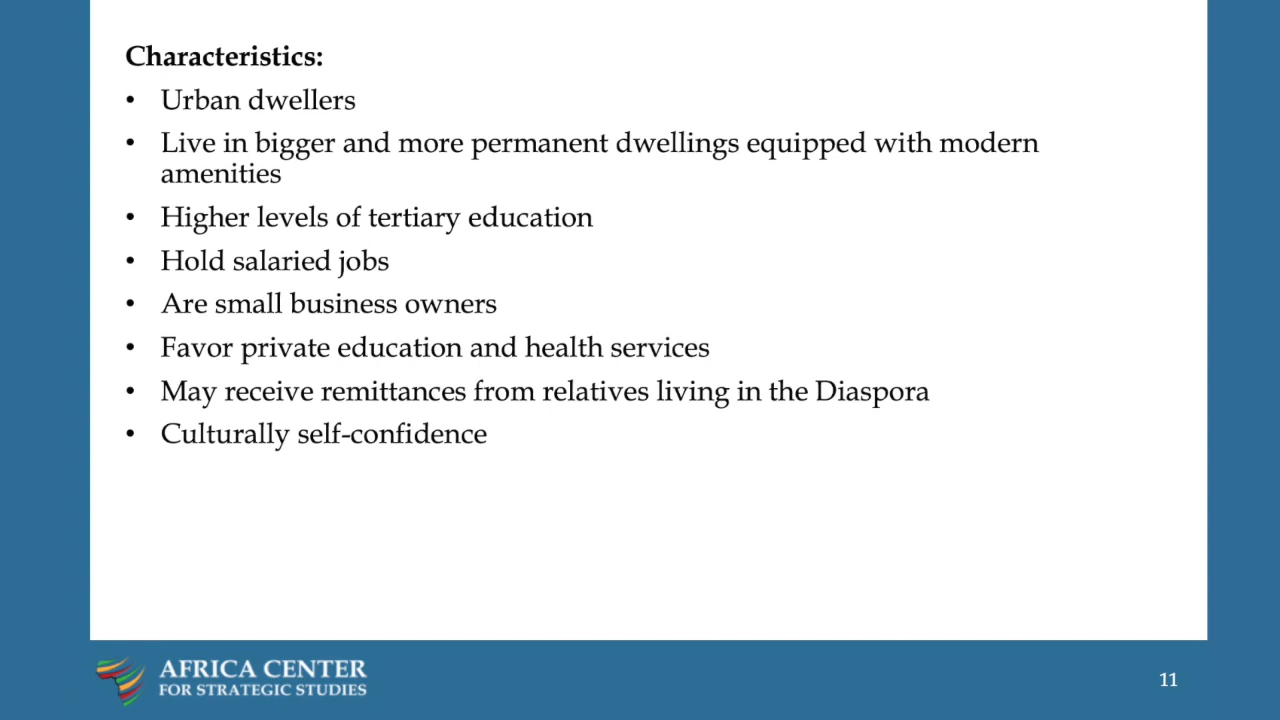 Characteristics:
• Urban dwellers
• Live in bigger and more permanent dwellings equipped with modern
amenities
• Higher levels of tertiary education
• Hold salaried jobs
• Are small business owners
• Favor private education and health services
• May receive remittances from relatives living in the Diaspora
• Culturally self-confidence
AFRICA CENTER
FOR STRATEGIC STUDIES
11